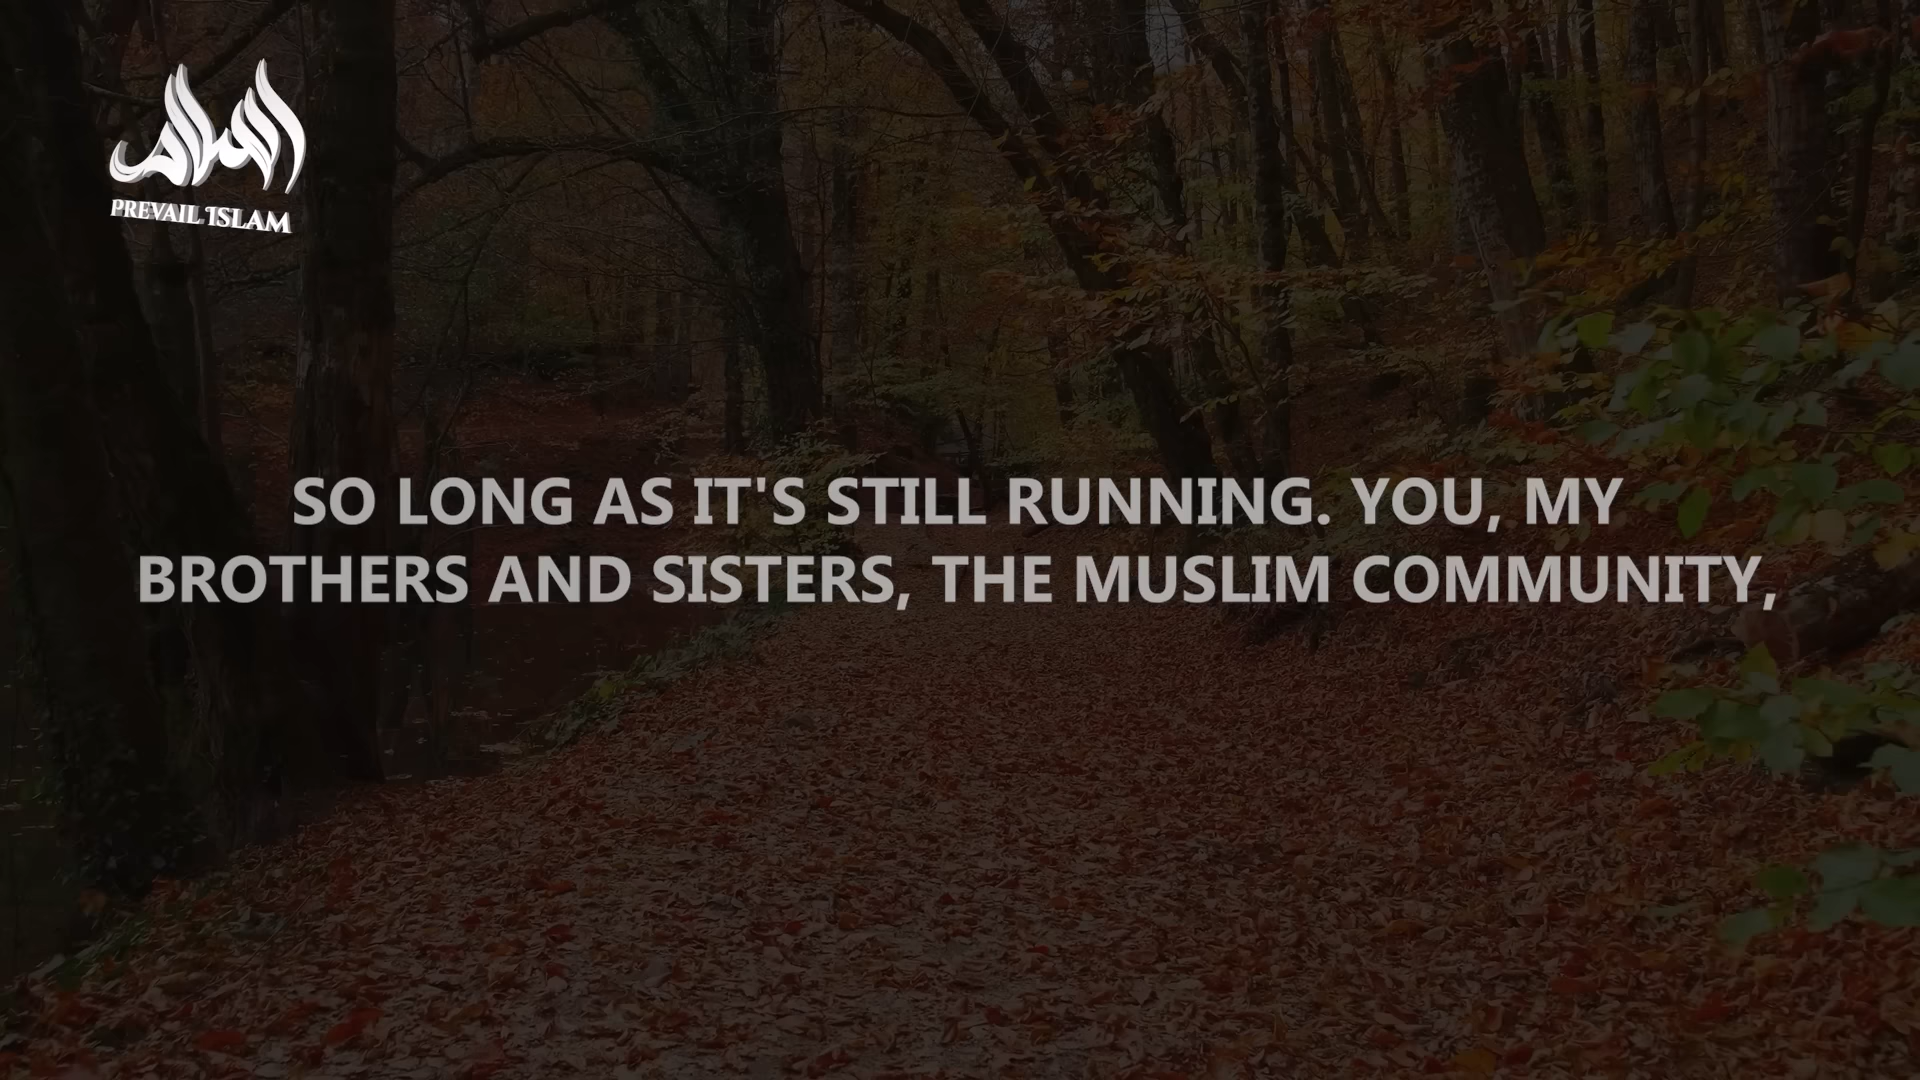 PREVAIL ISLAM
SO LONG AS IT'S STILL RUNNING. YOU, MY
BROTHERS AND SISTERS, THE MUSLIM COMMUNITY,